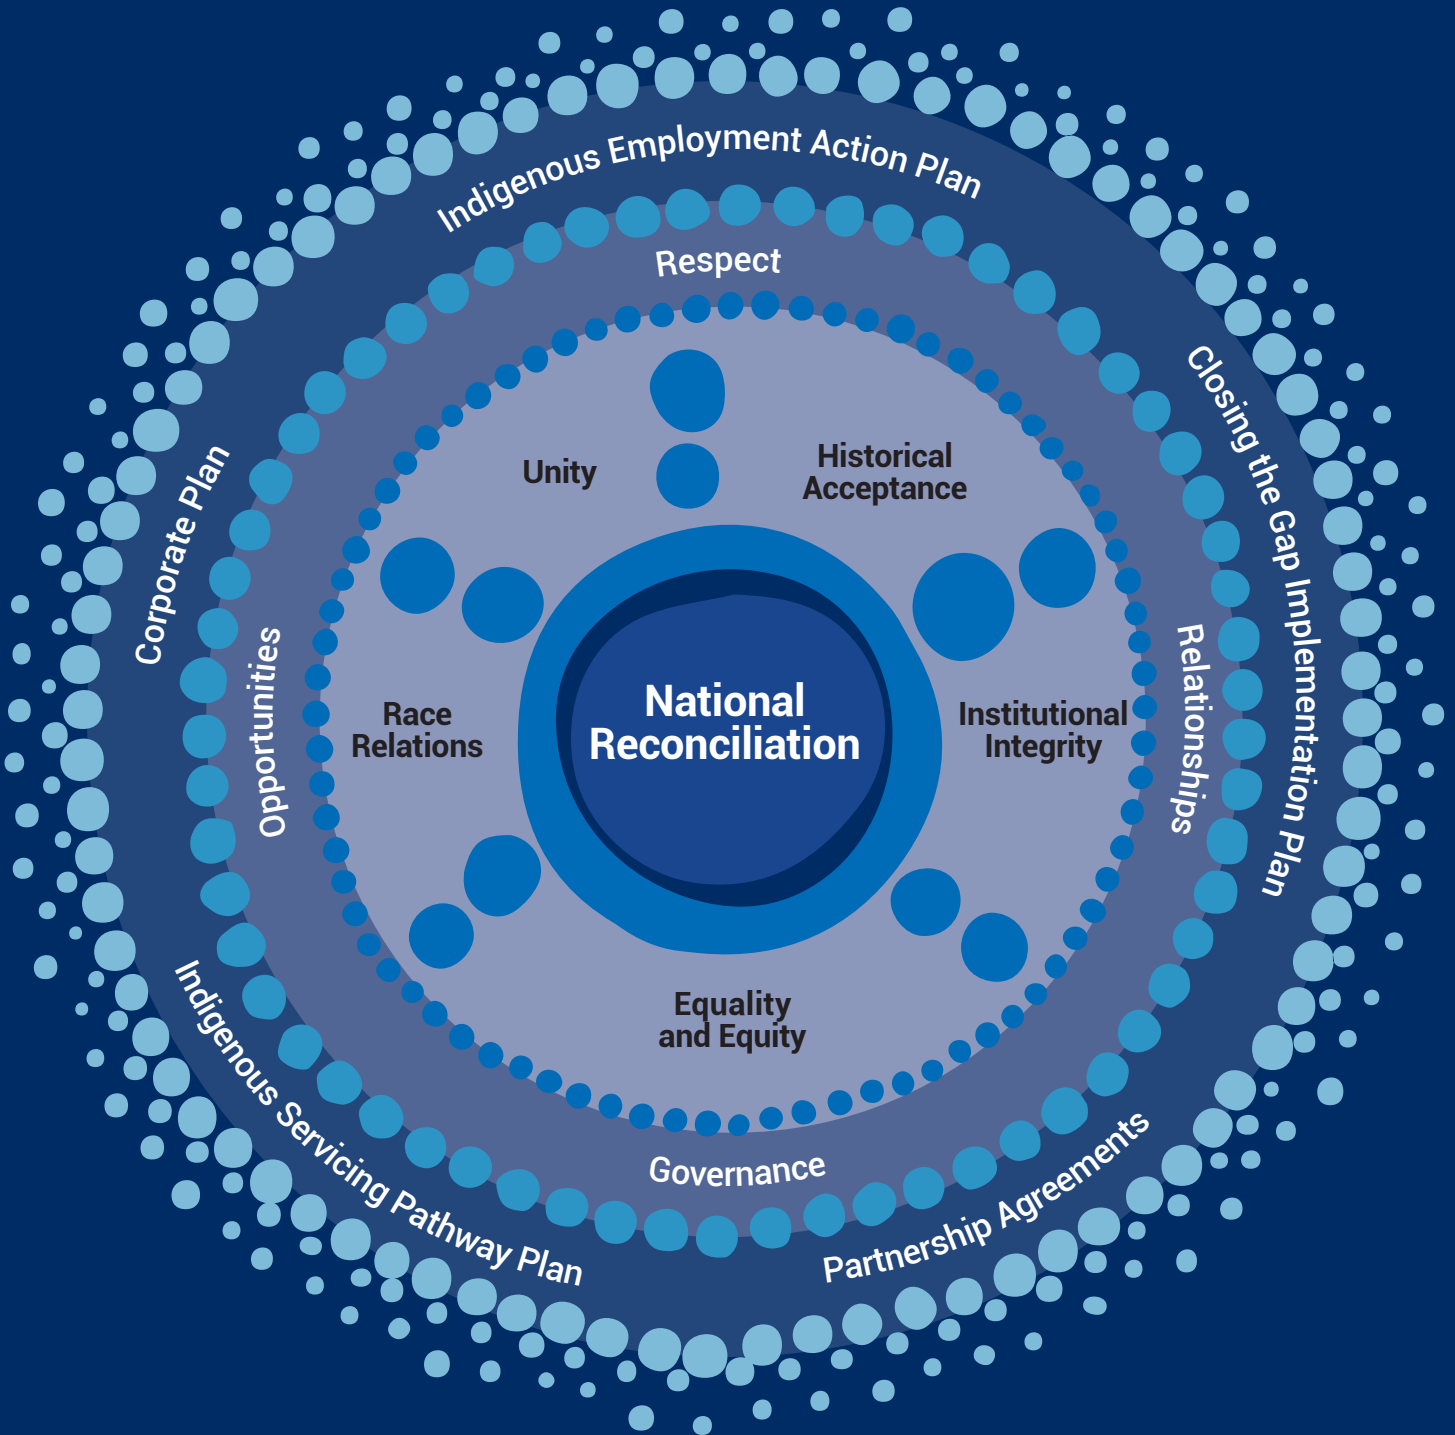 Indigenous Employment Action Plan
Respect
Closing the Gap Implementation Plan
Unity
Historical
Acceptance
Corporate Plan
Opportunities
Relationships
National
Reconciliation
Race
Relations
Institutional
Integrity
Equality
and Equity
Governance
Indigenous Servicing Pathway Plan
Partnership Agreements